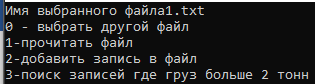 Имя выбранного файла1.txt
0 - выбрать другой файл
1-прочитать файл
2-добавить запись в файл
3-поиск записей где груз больше 2 тонн